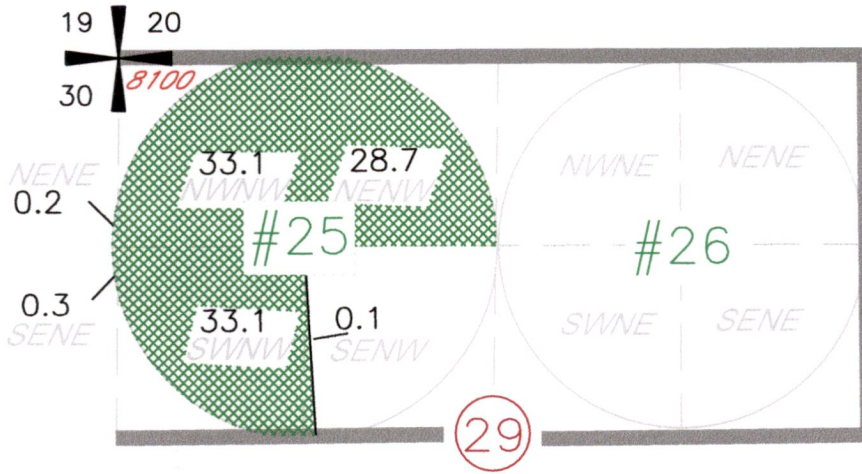 19 20
30 8100
33.1 28.7
NWNW NENW
NENE
0.2
#25
NWNE NENE
#26
0.3
SENE
33.1 0.1
SWNW SENW
SWNE SENE
29